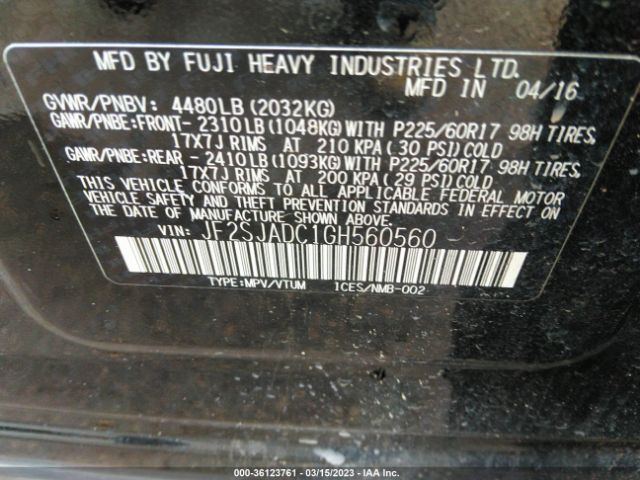 MFD BY FUJI HEAVY INDUSTRIES LTD.
MFD IN 04/16
GVWR/PNBV: 4480LB (2032KG)
GAWR/PNBE: FRONT- 2310LB (1048KG) WITH P225/60R17 98H TIRES,
17X7J RIMS AT 210 KPA ( 30 PSI) COLD
GAWR/PNBE: REAR - 2410LB (1093KG) WITH P225/60R17 98H TIRES,
17X7J RIMS AT 200 KPA ( 29 PSI) COLD
THIS VEHICLE CONFORMS TO ALL APPLICABLE FEDERAL MOTOR
VEHICLE SAFETY AND THEFT PREVENTION STANDARDS IN EFFECT ON
THE DATE OF MANUFACTURE SHOWN ABOVE.
VIN: JF2SJADC1GH560560
TYPE:MPV/VTUM ICES/NMB-002
000-36123761 - 03/15/2023 - IAA Inc.